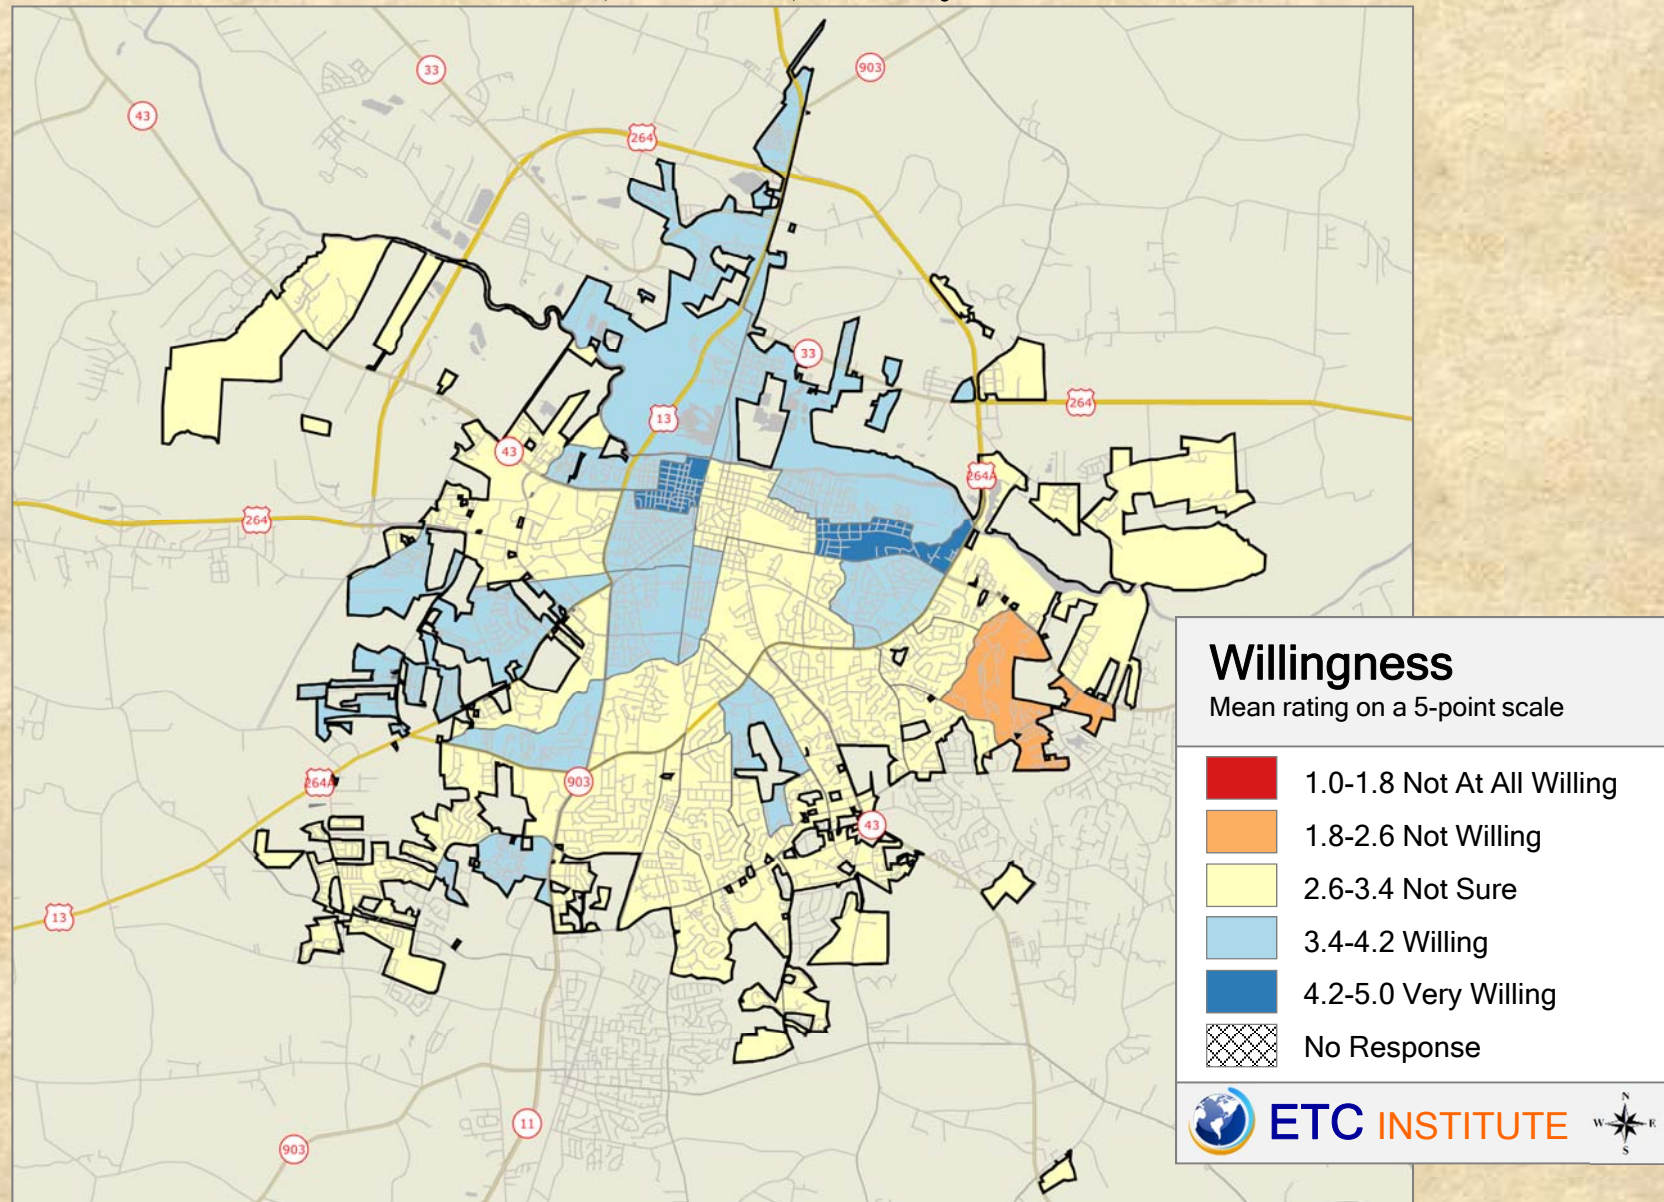 903
33
43
264
33
264
13
43
264A
264
264A
903
43
13
11
903
Willingness
Mean rating on a 5-point scale
1.0-1.8 Not At All Willing
1.8-2.6 Not Willing
2.6-3.4 Not Sure
3.4-4.2 Willing
4.2-5.0 Very Willing
No Response
ETC INSTITUTE
N
W E
S